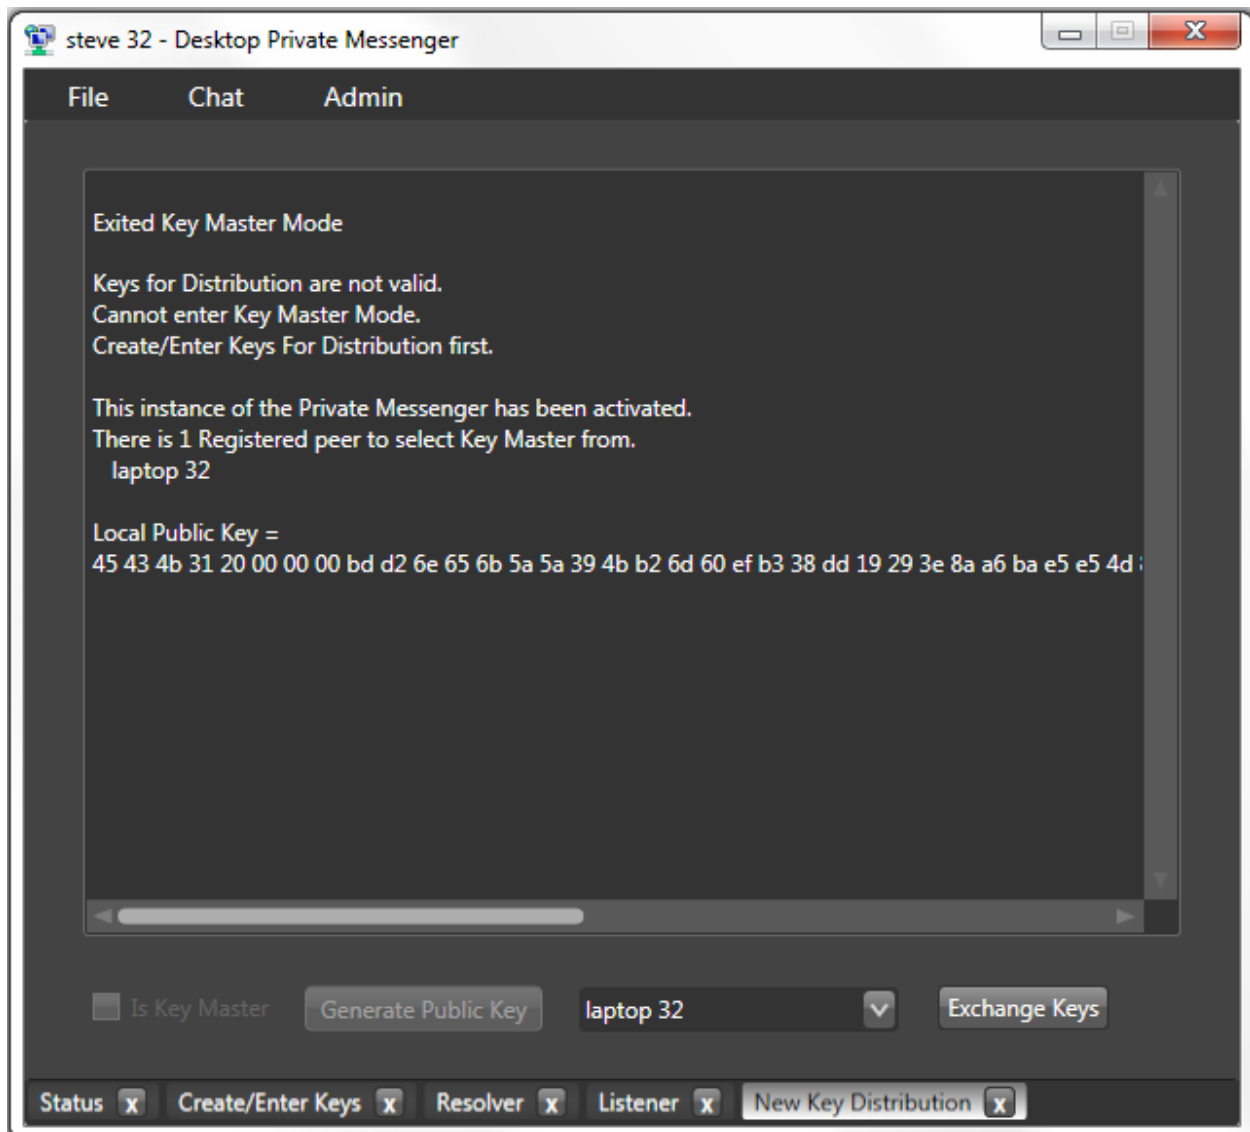 steve 32 - Desktop Private Messenger
File Chat Admin
Exited Key Master Mode
Keys for Distribution are not valid.
Cannot enter Key Master Mode.
Create/Enter Keys For Distribution first.
This instance of the Private Messenger has been activated.
There is 1 Registered peer to select Key Master from.
laptop 32
Local Public Key =
45 43 4b 31 20 00 00 00 bd d2 6e 65 6b 5a 5a 39 4b b2 6d 60 ef b3 38 dd 19 29 3e 8a a6 ba e5 e5 4d
Is Key Master Generate Public Key laptop 32 Exchange Keys
Status x Create/Enter Keys x Resolver x Listener x New Key Distribution x